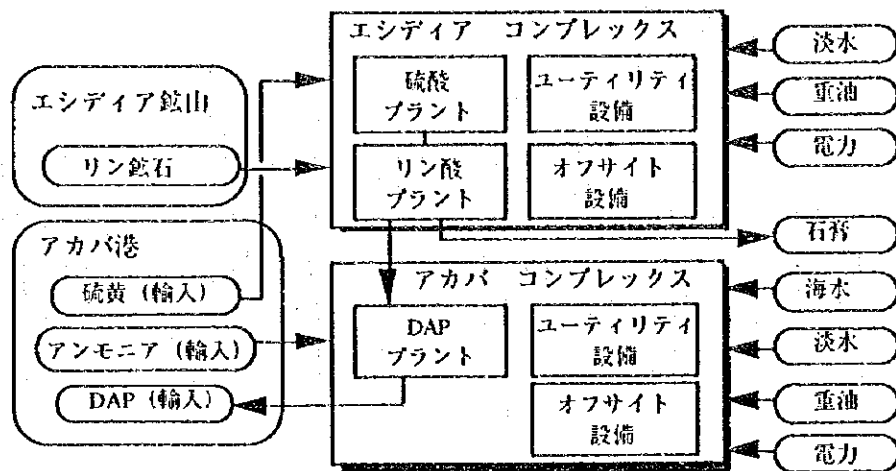 エシディア コンプレックス
硫酸
プラント
ユーティリティ
設備
リン酸
プラント
オフサイト
設備
淡水
重油
電力
石膏
エシディア鉱山
リン鉱石
アカバ港
硫黄（輸入）
アンモニア（輸入）
DAP（輸入）
アカバ コンプレックス
DAP
プラント
ユーティリティ
設備
オフサイト
設備
海水
淡水
重油
電力